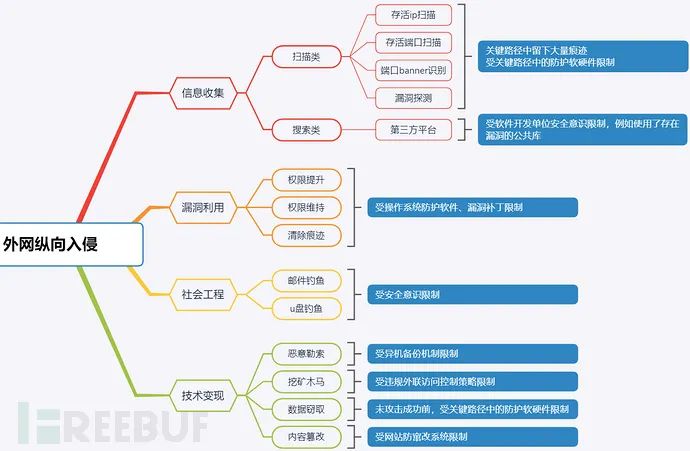 外网纵向入侵
信息收集
扫描类
存活ip扫描
存活端口扫描
端口banner识别
漏洞探测
关键路径中留下大量痕迹
受关键路径中的防护软硬件限制
搜索类
第三方平台
受软件开发单位安全意识限制，例如使用了存在
漏洞的公共库
漏洞利用
权限提升
权限维持
清除痕迹
受操作系统防护软件、漏洞补丁限制
社会工程
邮件钓鱼
u盘钓鱼
受安全意识限制
技术变现
恶意勒索
受异机备份机制限制
挖矿木马
受违规外联访问控制策略限制
数据窃取
未攻击成功前，受关键路径中的防护软硬件限制
内容篡改
受网站防窜改系统限制
FREEBUF